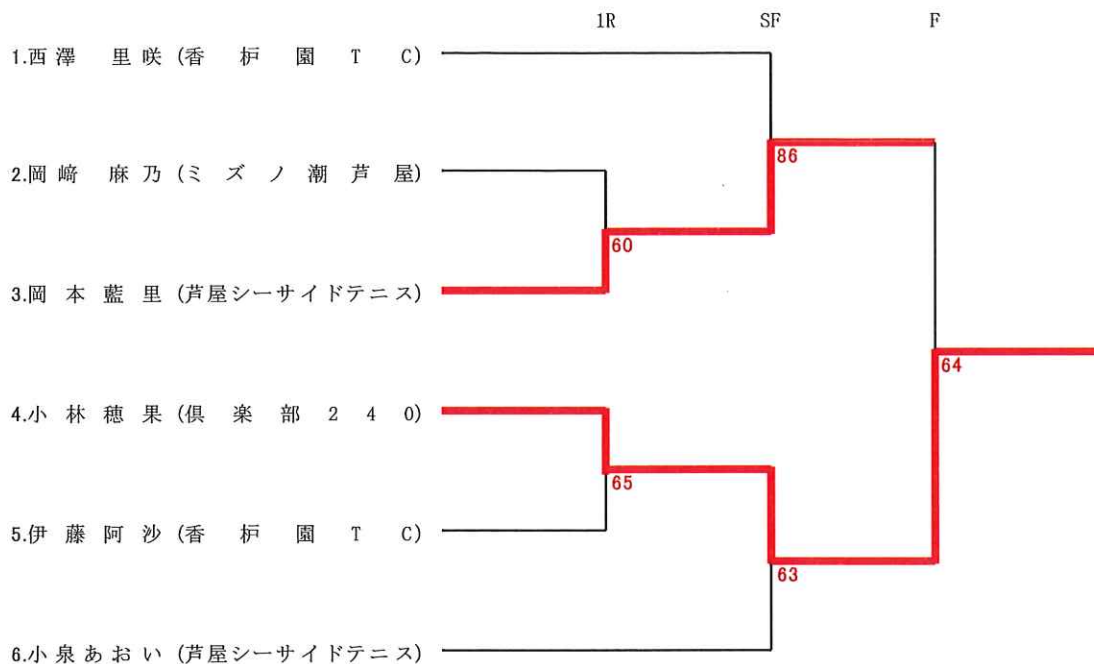 1R SF F
1.西澤 里咲 (香枦園TC)
86
2.岡﨑 麻乃 (ミズノ潮芦屋)
60
3.岡本藍里 (芦屋シーサイドテニス)
64
4.小林穂果 (倶楽部240)
65
5.伊藤阿沙 (香枦園TC)
63
6.小泉あおい (芦屋シーサイドテニス)